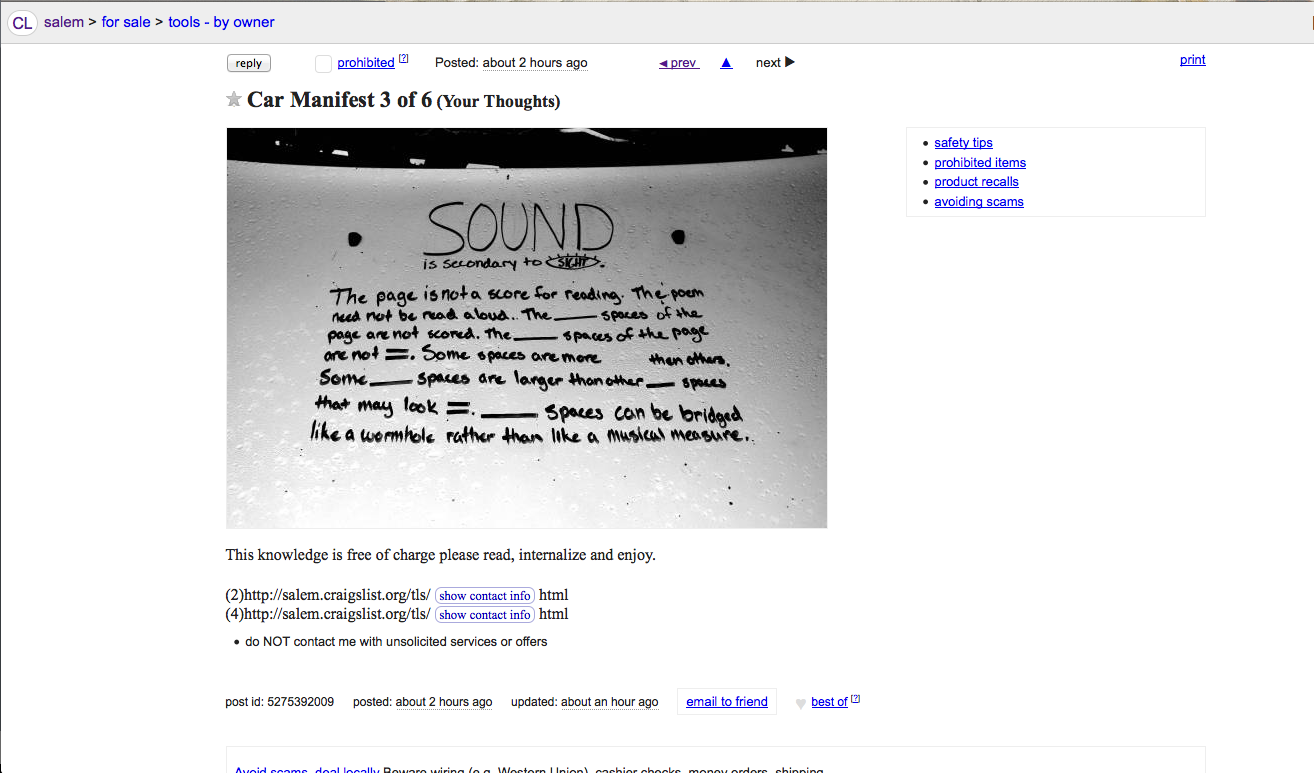 CL salem > for sale > tools - by owner
reply prohibited [?] Posted: about 2 hours ago ◄ prev ▲ next ►
print
★ Car Manifest 3 of 6 (Your Thoughts)
SOUND
is secondary to SIGHT.
The page is not a score for reading. The poem
need not be read aloud. The ____ spaces of the
page are not scored. The ____ spaces of the page
are not =. Some spaces are more then others.
Some ____ spaces are larger than other ___ spaces
that may look =. ____ spaces can be bridged
like a wormhole rather than like a musical measure.
• safety tips
• prohibited items
• product recalls
• avoiding scams
This knowledge is free of charge please read, internalize and enjoy.
(2)http://salem.craigslist.org/tls/ show contact info html
(4)http://salem.craigslist.org/tls/ show contact info html
• do NOT contact me with unsolicited services or offers
post id: 5275392009 posted: about 2 hours ago updated: about an hour ago email to friend ♥ best of [?]
Avoid scams, deal locally Beware wiring (e.g. Western Union), cashier checks, money orders, shipping.